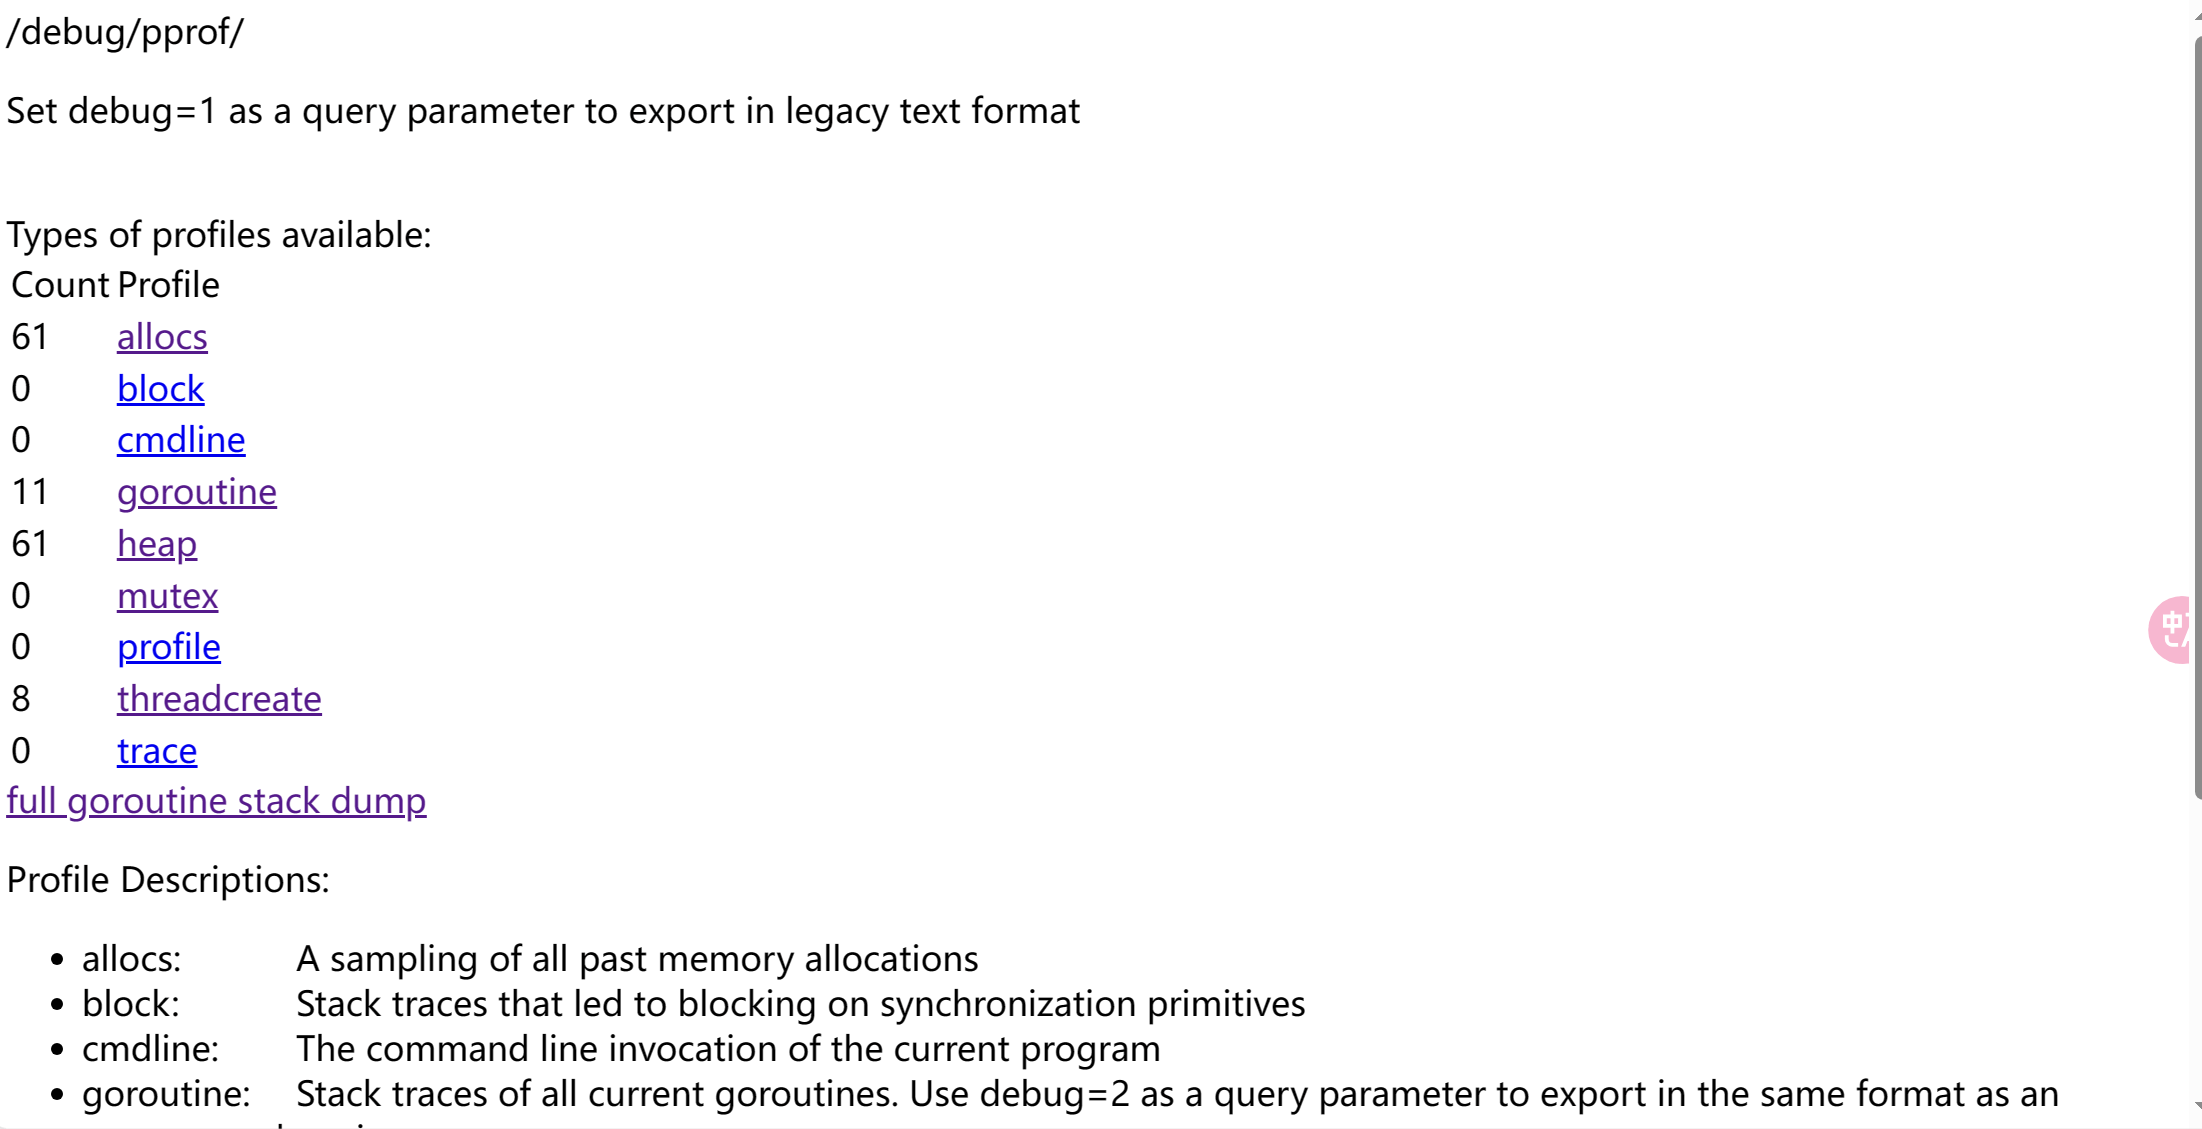 /debug/pprof/
Set debug=1 as a query parameter to export in legacy text format
Types of profiles available:
Count Profile
61 allocs
0 block
0 cmdline
11 goroutine
61 heap
0 mutex
0 profile
8 threadcreate
0 trace
full goroutine stack dump
Profile Descriptions:
• allocs: A sampling of all past memory allocations
• block: Stack traces that led to blocking on synchronization primitives
• cmdline: The command line invocation of the current program
• goroutine: Stack traces of all current goroutines. Use debug=2 as a query parameter to export in the same format as an
中